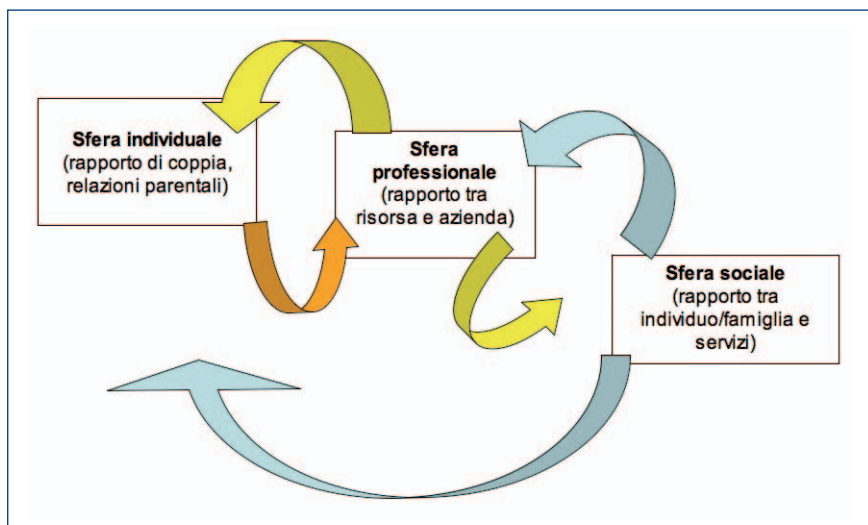 Sfera individuale
(rapporto di coppia,
relazioni parentali)
Sfera
professionale
(rapporto tra
risorsa e azienda)
Sfera sociale
(rapporto tra
individuo/famiglia e
servizi)